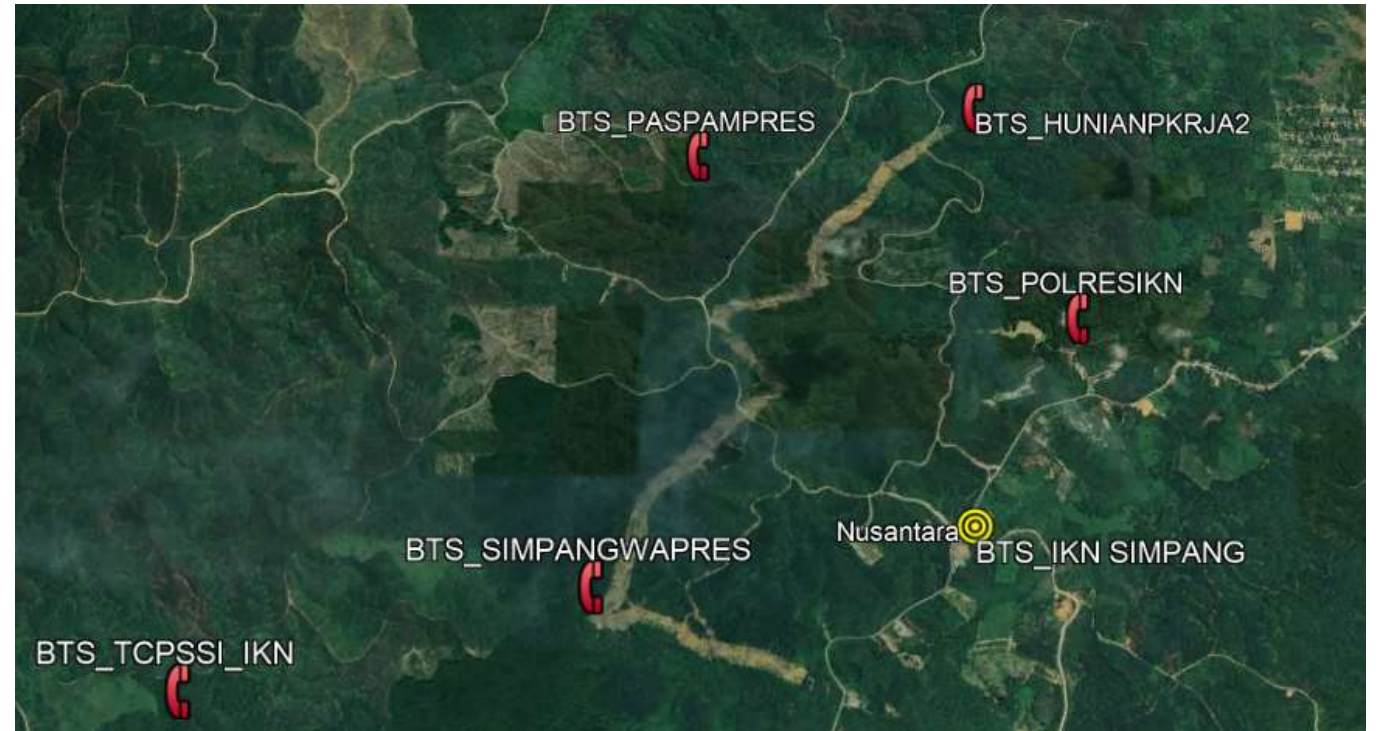 BTS_PASPAMPRES
BTS_HUNIANPKRJA2
BTS_POLRESIKN
Nusantara
BTS_IKN SIMPANG
BTS_SIMPANGWAPRES
BTS_TCPSSI_IKN